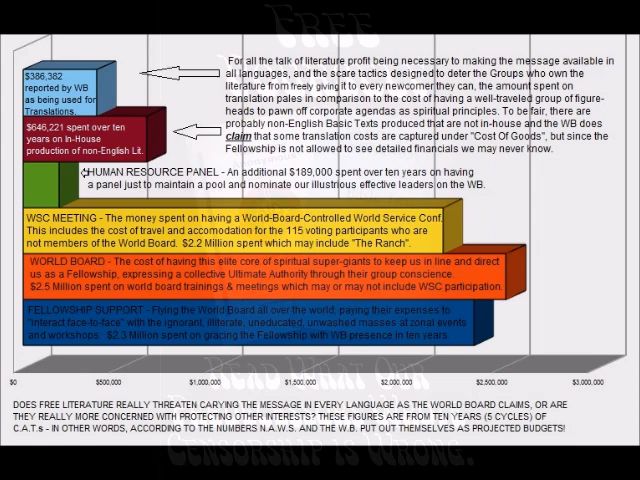 FREE
$386,382
reported by WB
as being used for
Translations.
For all the talk of literature profit being necessary to making the message available in
all languages, and the scare tactics designed to deter the Groups who own the
literature from freely giving it to every newcomer they can, the amount spent on
translation pales in comparison to the cost of having a well-traveled group of figure-
heads to pawn off corporate agendas as spiritual principles. To be fair, there are
probably non-English Basic Texts produced that are not in-house and the WB does
claim that some translation costs are captured under "Cost Of Goods", but since the
Fellowship is not allowed to see detailed financials we may never know.
$646,221 spent over ten
years on In-House
production of non-English Lit.
HUMAN RESOURCE PANEL - An additional $189,000 spent over ten years on having
a panel just to maintain a pool and nominate our illustrious effective leaders on the WB.
WSC MEETING - The money spent on having a World-Board-Controlled World Service Conf.
This includes the cost of travel and accomodation for the 115 voting participants who are
not members of the World Board. $2.2 Million spent which may include "The Ranch".
WORLD BOARD - The cost of having this elite core of spiritual super-giants to keep us in line and direct
us as a Fellowship, expressing a collective Ultimate Authority through their group conscience.
$2.5 Million spent on world board trainings & meetings which may or may not include WSC participation.
FELLOWSHIP SUPPORT - Flying the World Board all over the world, paying their expenses to
"interact face-to-face" with the ignorant, illiterate, uneducated, unwashed masses at zonal events
and workshops. $2.3 Million spent on gracing the Fellowship with WB presence in ten years
READ WHAT OUR
$0 $500,000 $1,000,000 $1,500,000 $2,000,000 $2,500,000 $3,000,000
DOES FREE LITERATURE REALLY THREATEN CARYING THE MESSAGE IN EVERY LANGUAGE AS THE WORLD BOARD CLAIMS, OR ARE
THEY REALLY MORE CONCERNED WITH PROTECTING OTHER INTERESTS? THESE FIGURES ARE FROM TEN YEARS (5 CYCLES) OF
C.A.T.s - IN OTHER WORDS, ACCORDING TO THE NUMBERS N.A.W.S. AND THE W.B. PUT OUT THEMSELVES AS PROJECTED BUDGETS!
CENSORSHIP IS WRONG.